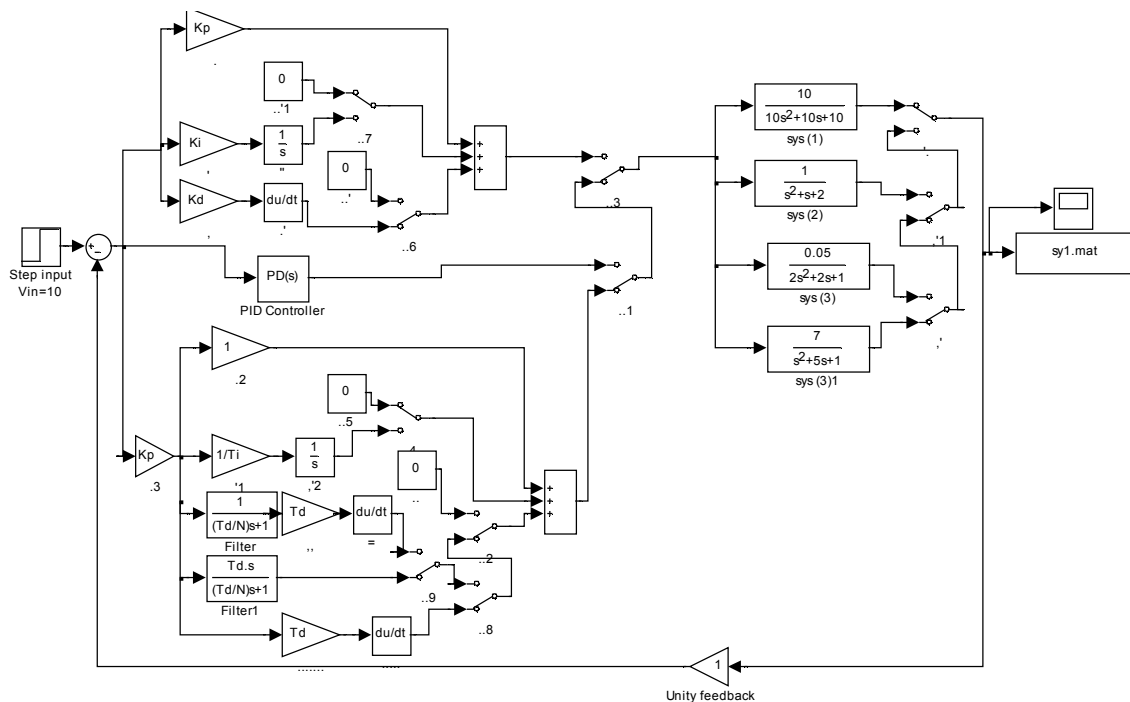 Kp
.
0
..'1
Ki
'
1
s
"
..7
0
..'
Kd
,
du/dt
.'
..6
+
+
+
..3
10
10s²+10s+10
sys (1)
'.
1
s²+s+2
sys (2)
,'1
0.05
2s²+2s+1
sys (3)
7
s²+5s+1
sys (3)1
,'
sy1.mat
+
−
Step input
Vin=10
PD(s)
PID Controller
..1
1
.2
0
..5
Kp
.3
1/Ti
'1
1
s
,'2
4
0
..
+
+
+
1
(Td/N)s+1
Filter
Td
,,
du/dt
=
..2
Td.s
(Td/N)s+1
Filter1
..9
Td
.......
du/dt
.....
..8
1
Unity feedback